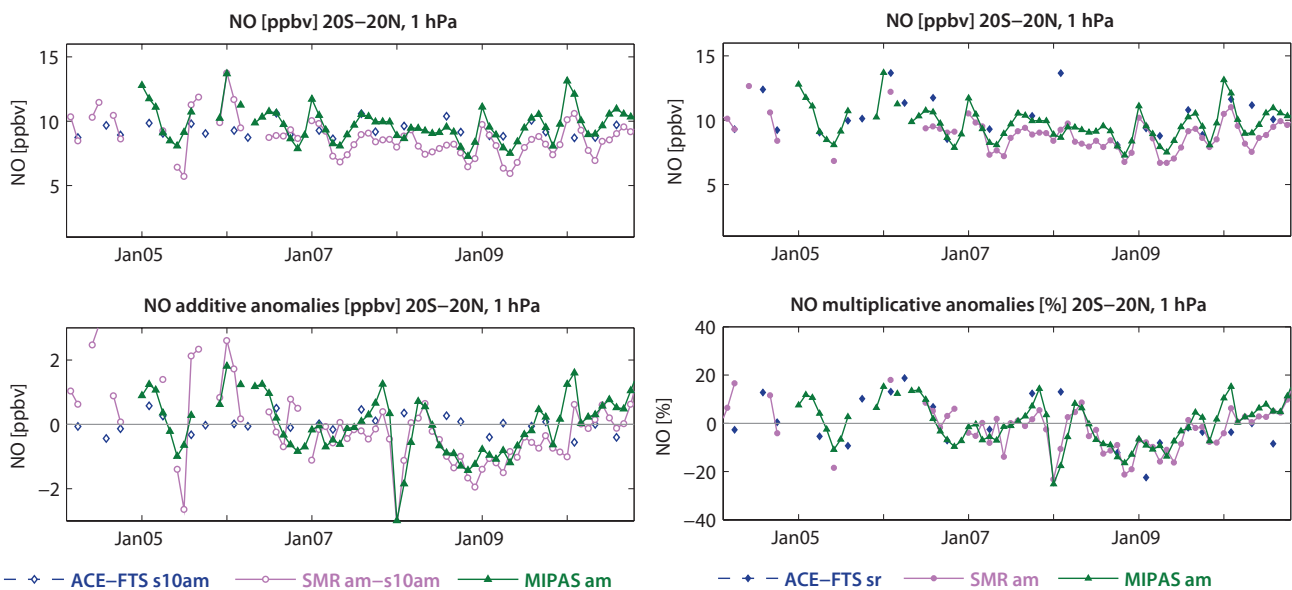 NO [ppbv] 20S−20N, 1 hPa
NO [ppbv]
15
10
5
Jan05 Jan07 Jan09
NO [ppbv] 20S−20N, 1 hPa
NO [ppbv]
15
10
5
Jan05 Jan07 Jan09
NO additive anomalies [ppbv] 20S−20N, 1 hPa
NO [ppbv]
2
0
−2
Jan05 Jan07 Jan09
NO multiplicative anomalies [%] 20S−20N, 1 hPa
NO [%]
40
20
0
−20
−40
Jan05 Jan07 Jan09
ACE−FTS s10am SMR am−s10am MIPAS am
ACE−FTS sr SMR am MIPAS am